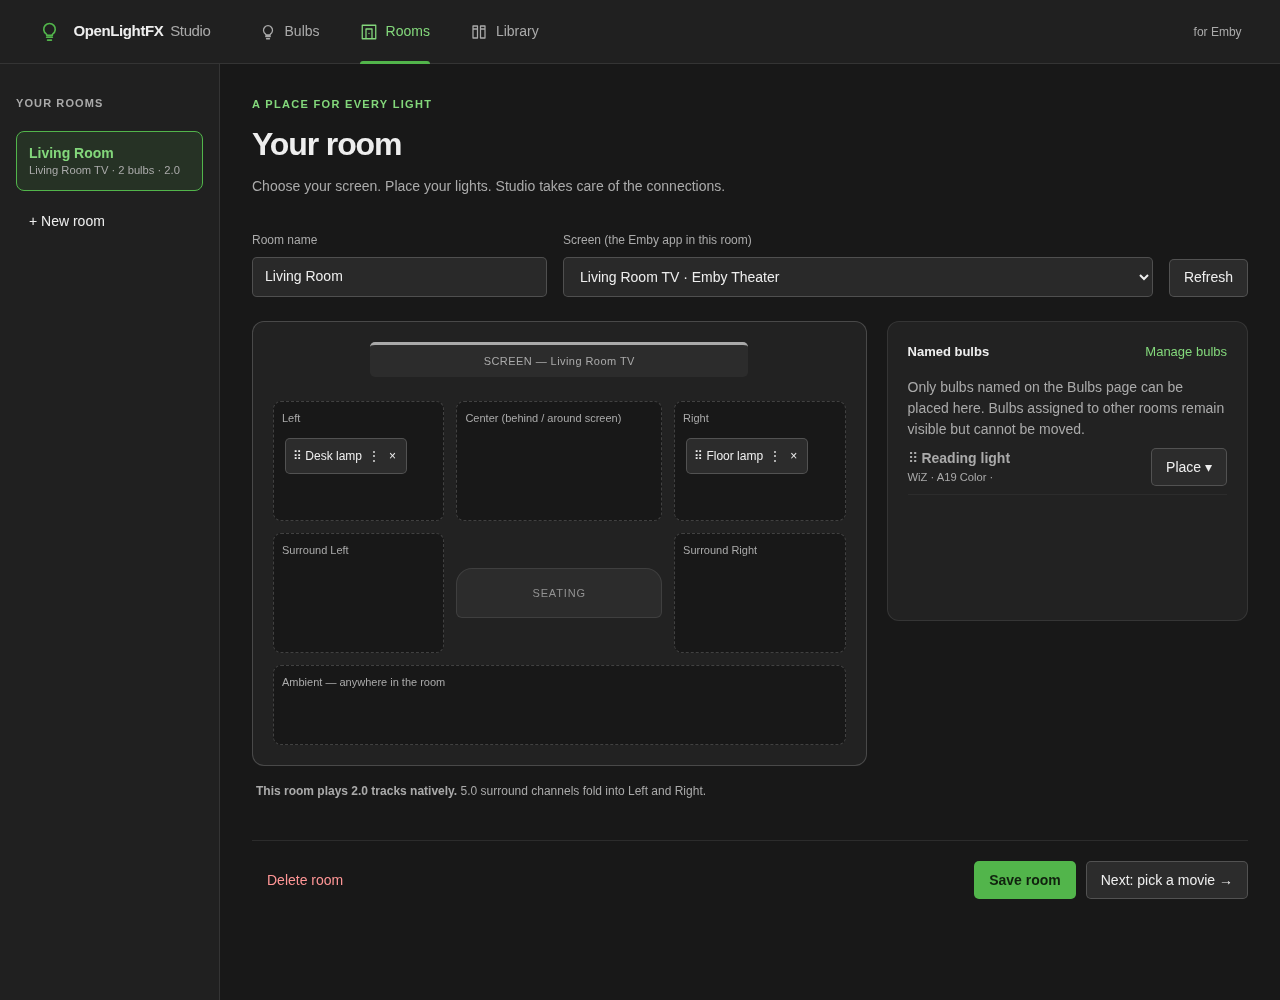 OpenLightFX Studio
Bulbs
Rooms
Library
for Emby
YOUR ROOMS
Living Room
Living Room TV · 2 bulbs · 2.0
+ New room
A PLACE FOR EVERY LIGHT
Your room
Choose your screen. Place your lights. Studio takes care of the connections.
Room name
Screen (the Emby app in this room)
Living Room
Living Room TV · Emby Theater
Refresh
SCREEN — Living Room TV
Left
Center (behind / around screen)
Right
⠿ Desk lamp ⋮ ×
⠿ Floor lamp ⋮ ×
Surround Left
SEATING
Surround Right
Ambient — anywhere in the room
Named bulbs
Manage bulbs
Only bulbs named on the Bulbs page can be
placed here. Bulbs assigned to other rooms remain
visible but cannot be moved.
⠿ Reading light
WiZ · A19 Color ·
Place ▾
This room plays 2.0 tracks natively. 5.0 surround channels fold into Left and Right.
Delete room
Save room
Next: pick a movie →